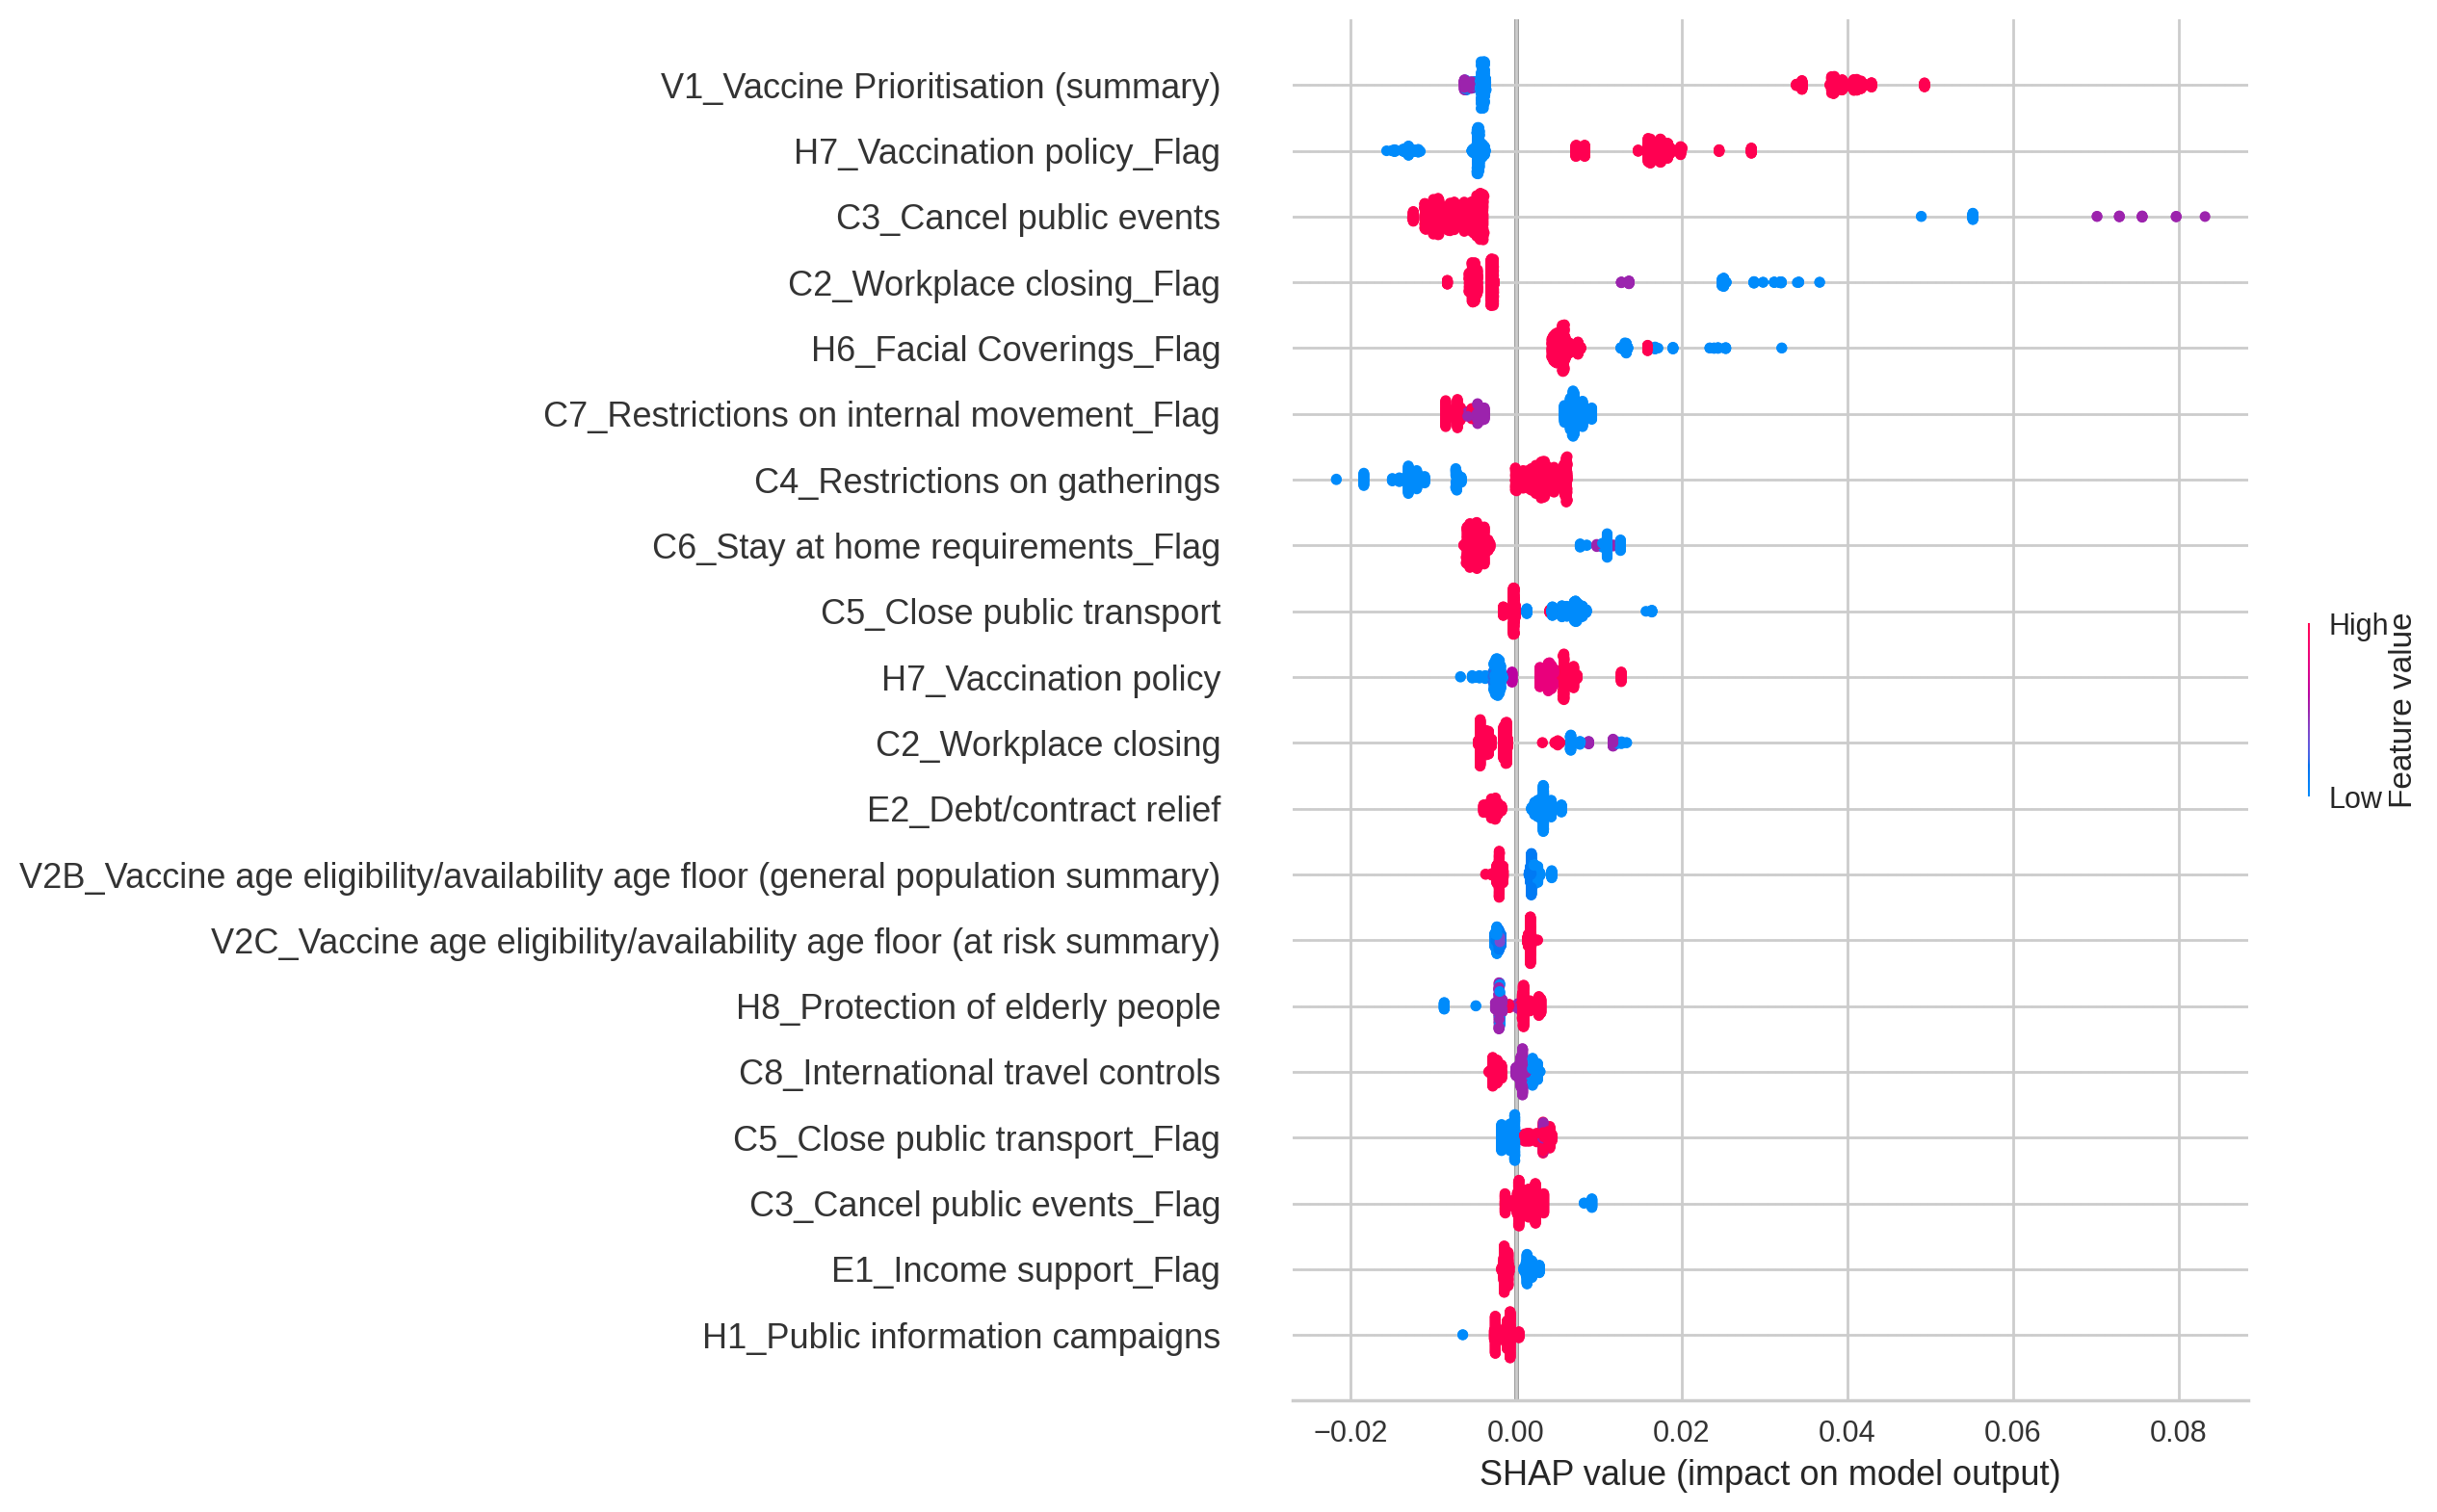 V1_Vaccine Prioritisation (summary)
H7_Vaccination policy_Flag
C3_Cancel public events
C2_Workplace closing_Flag
H6_Facial Coverings_Flag
C7_Restrictions on internal movement_Flag
C4_Restrictions on gatherings
C6_Stay at home requirements_Flag
C5_Close public transport
H7_Vaccination policy
C2_Workplace closing
E2_Debt/contract relief
V2B_Vaccine age eligibility/availability age floor (general population summary)
V2C_Vaccine age eligibility/availability age floor (at risk summary)
H8_Protection of elderly people
C8_International travel controls
C5_Close public transport_Flag
C3_Cancel public events_Flag
E1_Income support_Flag
H1_Public information campaigns
−0.02 0.00 0.02 0.04 0.06 0.08
SHAP value (impact on model output)
High
Low
Feature value